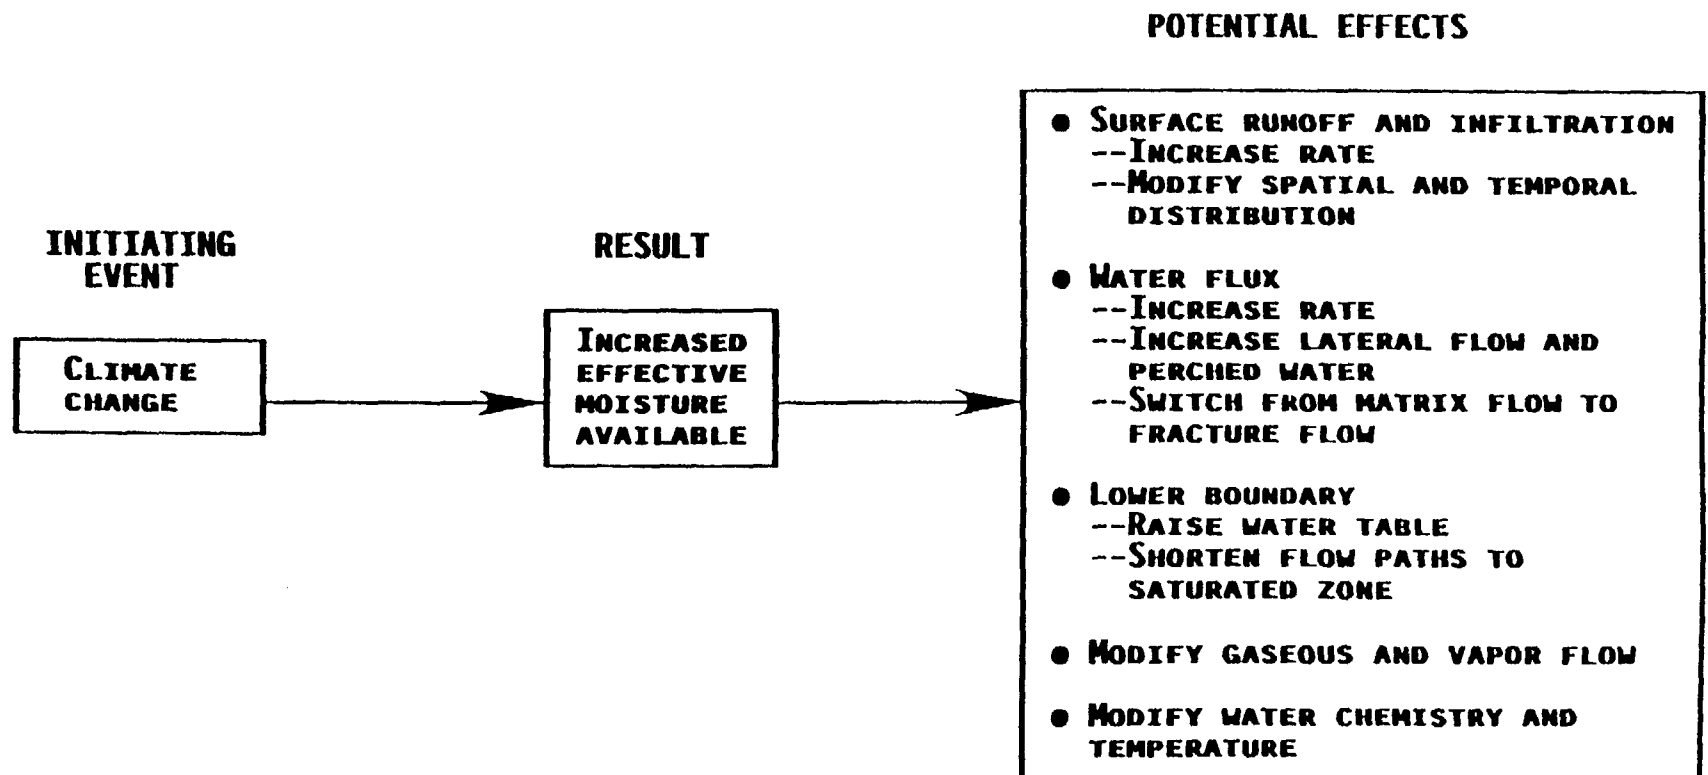 POTENTIAL EFFECTS
INITIATING
EVENT
CLIMATE
CHANGE
RESULT
INCREASED
EFFECTIVE
MOISTURE
AVAILABLE
● SURFACE RUNOFF AND INFILTRATION
--INCREASE RATE
--MODIFY SPATIAL AND TEMPORAL
DISTRIBUTION
● WATER FLUX
--INCREASE RATE
--INCREASE LATERAL FLOW AND
PERCHED WATER
--SWITCH FROM MATRIX FLOW TO
FRACTURE FLOW
● LOWER BOUNDARY
--RAISE WATER TABLE
--SHORTEN FLOW PATHS TO
SATURATED ZONE
● MODIFY GASEOUS AND VAPOR FLOW
● MODIFY WATER CHEMISTRY AND
TEMPERATURE